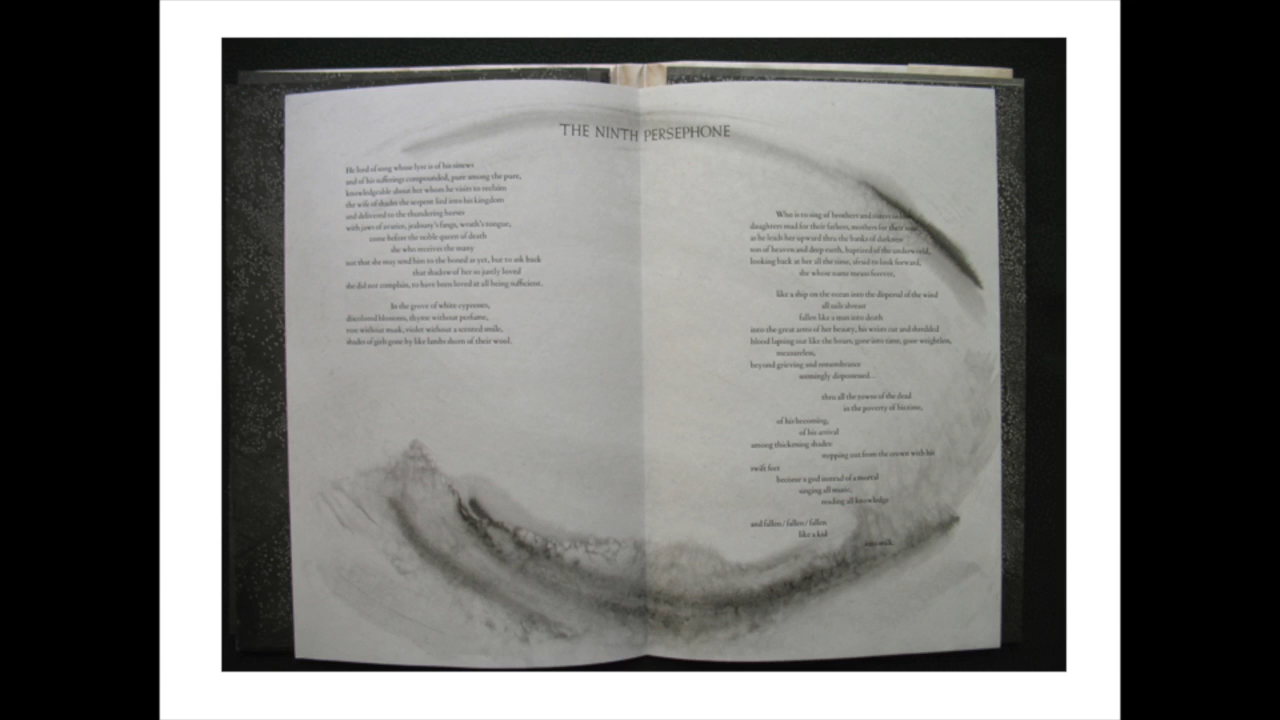 THE NINTH PERSEPHONE
He lord of song whose lyre is of his sinews
and of his sufferings compounded, pure among the pure,
knowledgeable about her whom he visits to reclaim
the wife of shades the serpent lied into his kingdom
and delivered to the thundering horses
with jaws of avarice, jealousy's fangs, wrath's tongue,
come before the noble queen of death
she who receives the many
not that she may send him to the boned as yet, but to ask back
that shadow of her so justly loved
she did not complain, to have been loved at all being sufficient.
In the grove of white cypresses,
discolored blossoms, thyme without perfume,
rose without musk, violet without a scented smile,
shades of girls gone by like lambs shorn of their wool.
Who is to sing of brothers and sisters
daughters mad for their fathers, mothers for their sons
as he leads her upward thru the banks of darkness
son of heaven and deep earth, baptized of the underworld,
looking back at her all the time, afraid to look forward,
she whose name means forever,
like a ship on the ocean into the disposal of the wind
all sails abreast
fallen like a man into death
into the great arms of her beauty, his wrists cut and shredded
blood lapsing out like the hours, gone into time, gone weightless,
measureless,
beyond grieving and remembrance
seemingly dispossessed...
thru all the towns of the dead
in the poverty of his time,
of his becoming,
of his arrival
among thickening shades
stepping out from the crown with his
swift feet
become a god instead of a mortal
singing all music,
reading all knowledge
and fallen / fallen / fallen
like a kid
into milk.